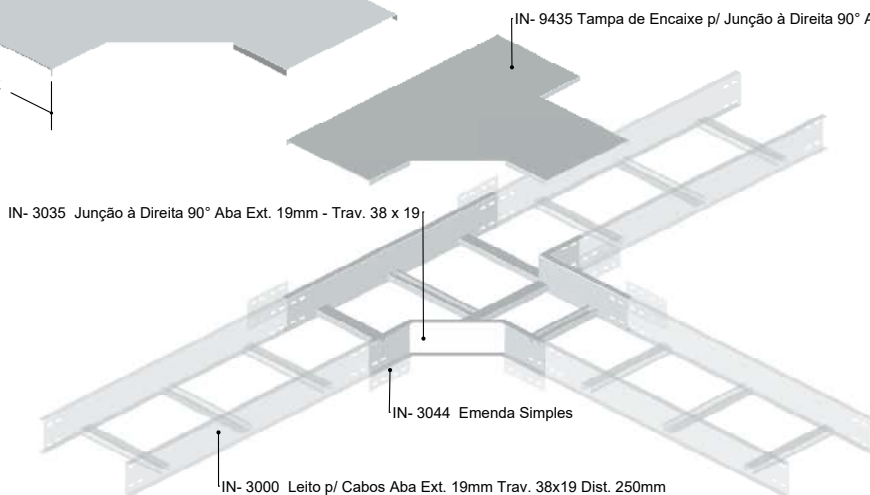 IN- 9435 Tampa de Encaixe p/ Junção à Direita 90° A
IN- 3035 Junção à Direita 90° Aba Ext. 19mm - Trav. 38 x 19
IN- 3044 Emenda Simples
IN- 3000 Leito p/ Cabos Aba Ext. 19mm Trav. 38x19 Dist. 250mm